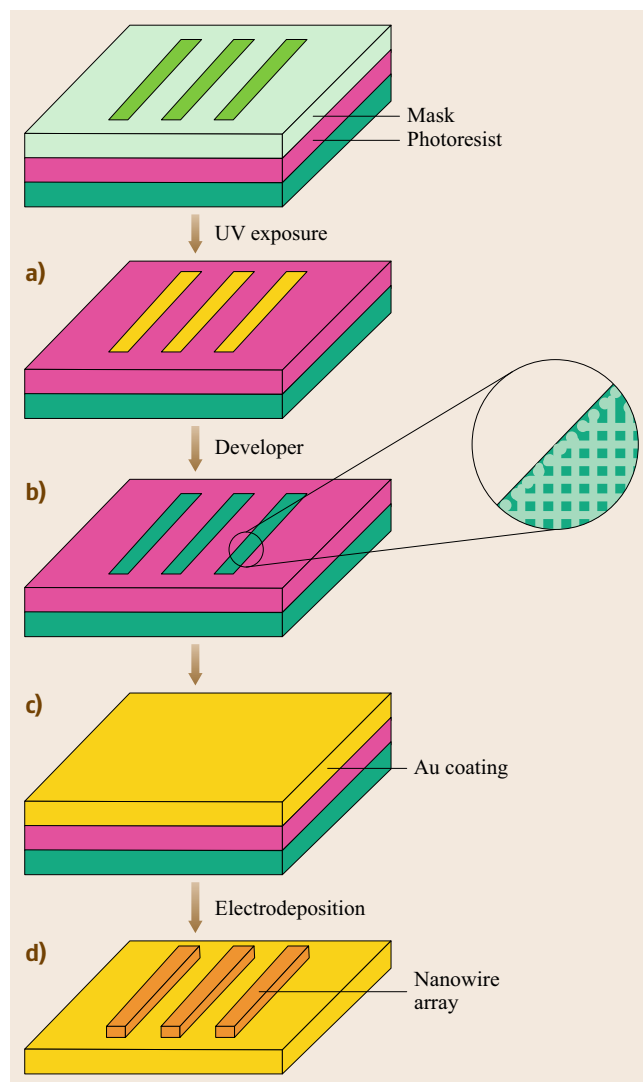 Mask
Photoresist
UV exposure
a)
Developer
b)
c)
Au coating
Electrodeposition
d)
Nanowire
array